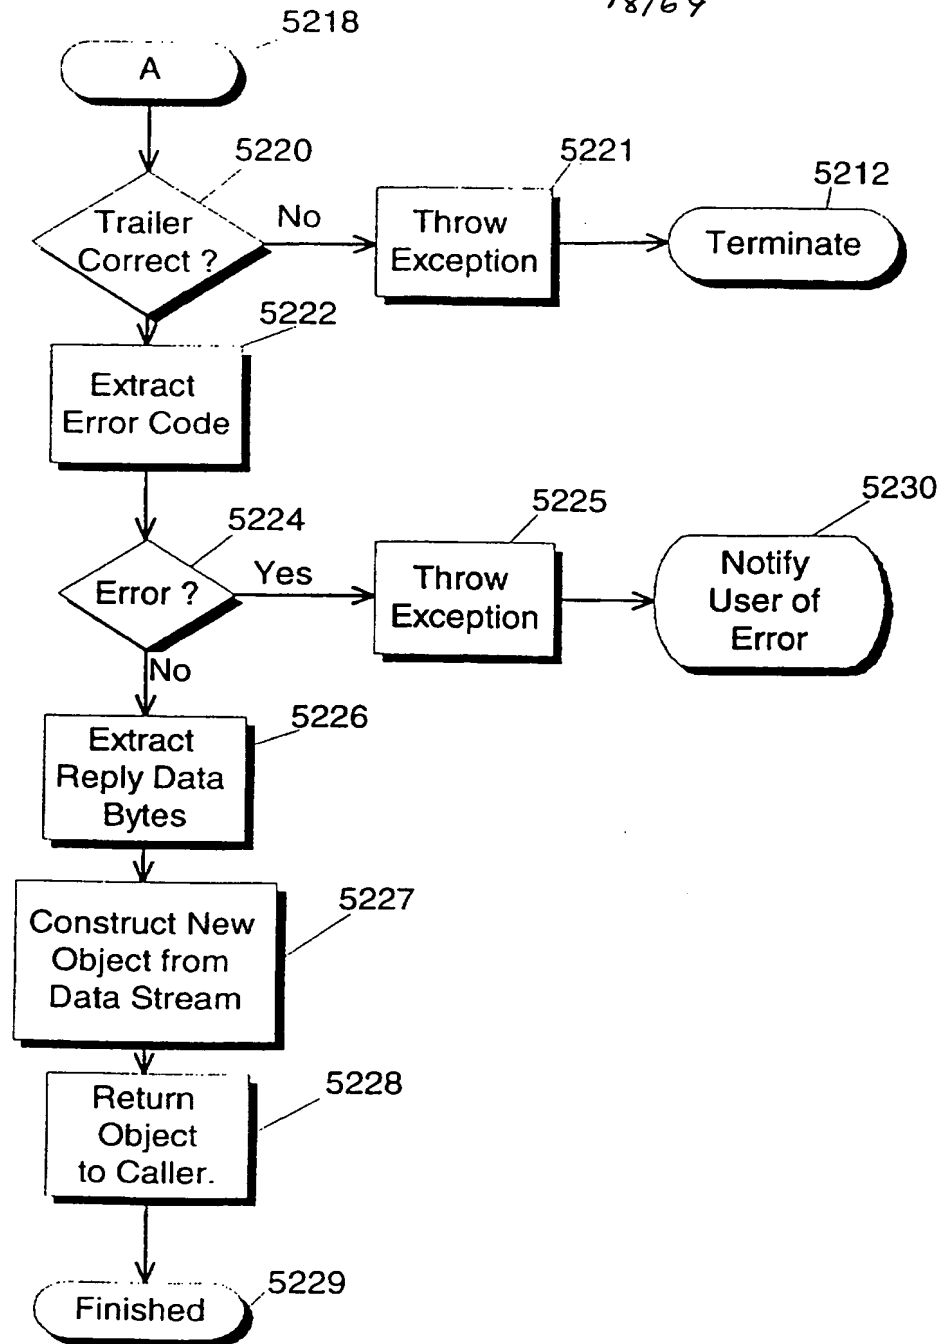 18/69
5218
A
5220
Trailer
Correct ?
No
5221
Throw
Exception
5212
Terminate
5222
Extract
Error Code
5224
Error ?
Yes
5225
Throw
Exception
5230
Notify
User of
Error
No
5226
Extract
Reply Data
Bytes
5227
Construct New
Object from
Data Stream
5228
Return
Object
to Caller.
5229
Finished